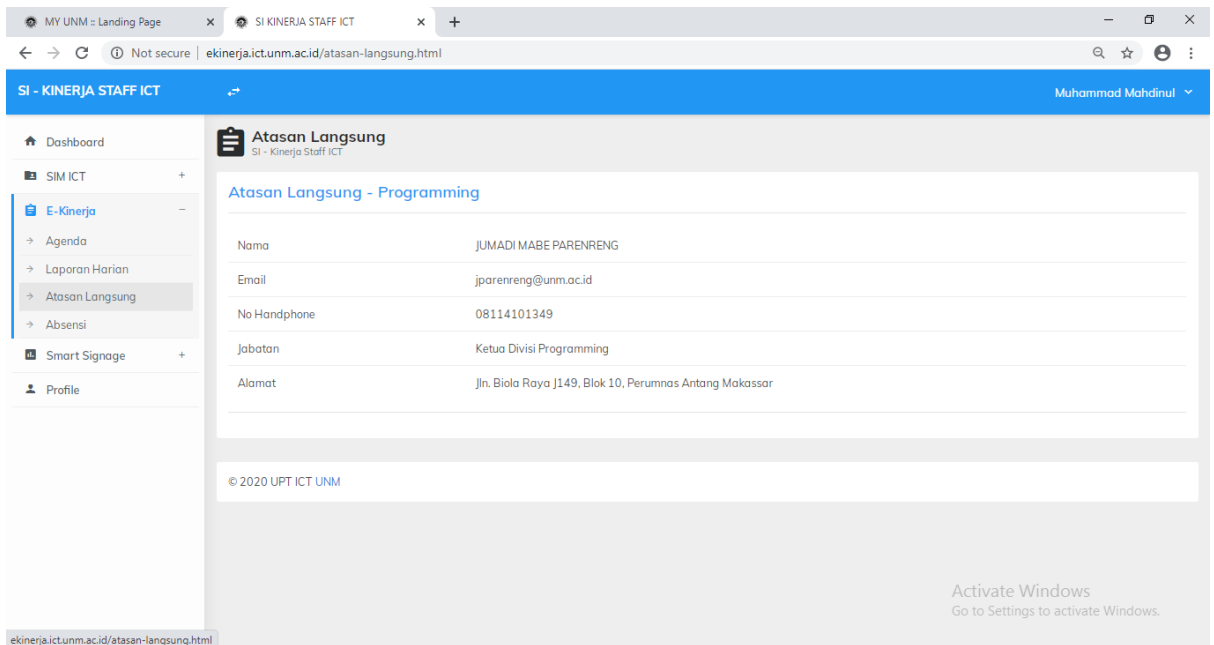 MY UNM :: Landing Page
SI KINERJA STAFF ICT
Not secure | ekinerja.ict.unm.ac.id/atasan-langsung.html
SI - KINERJA STAFF ICT
Muhammad Mahdinul
Dashboard
SIM ICT +
E-Kinerja -
Agenda
Laporan Harian
Atasan Langsung
Absensi
Smart Signage +
Profile
Atasan Langsung
SI - Kinerja Staff ICT
Atasan Langsung - Programming
Nama JUMADI MABE PARENRENG
Email jparenreng@unm.ac.id
No Handphone 08114101349
Jabatan Ketua Divisi Programming
Alamat Jln. Biola Raya J149, Blok 10, Perumnas Antang Makassar
© 2020 UPT ICT UNM
Activate Windows
Go to Settings to activate Windows.
ekinerja.ict.unm.ac.id/atasan-langsung.html